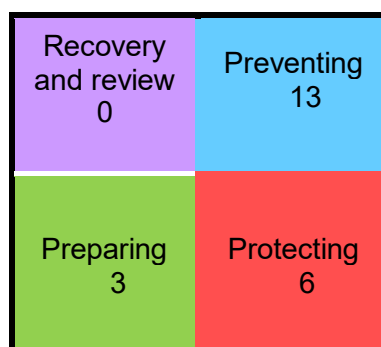 Recovery
and review
0
Preventing
13
Preparing
3
Protecting
6